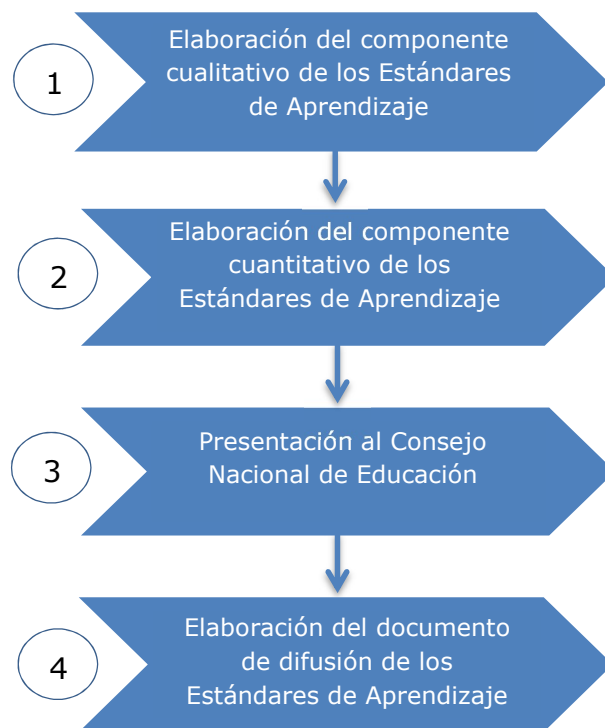 1
Elaboración del componente
cualitativo de los Estándares
de Aprendizaje
2
Elaboración del componente
cuantitativo de los
Estándares de Aprendizaje
3
Presentación al Consejo
Nacional de Educación
4
Elaboración del documento
de difusión de los
Estándares de Aprendizaje